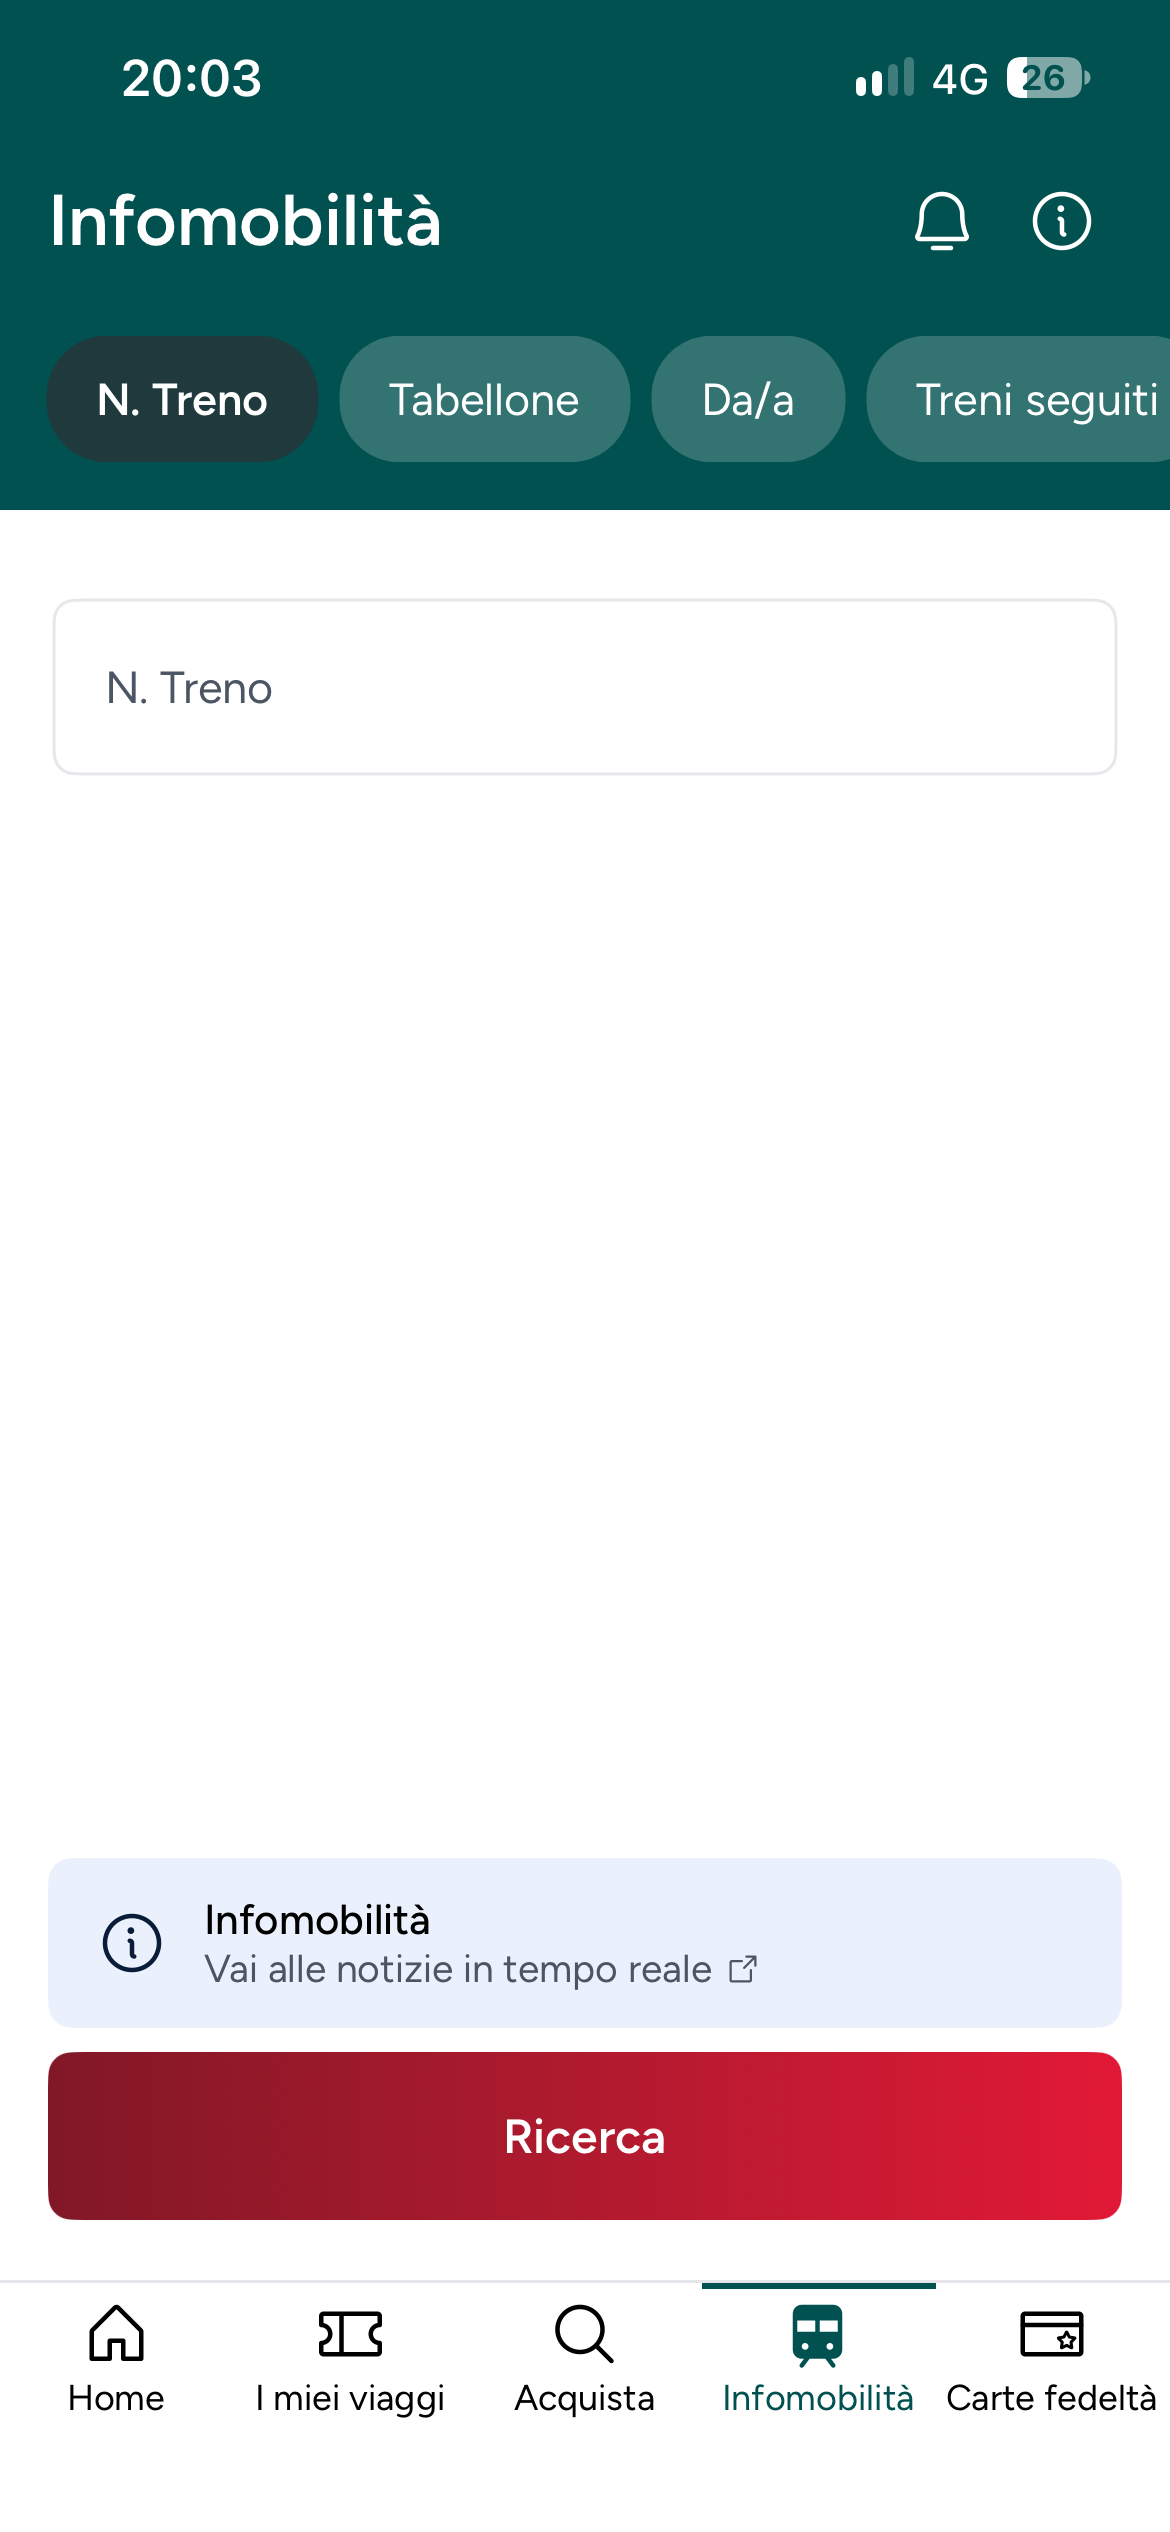 20:03 4G 26
Infomobilità
N. Treno Tabellone Da/a Treni seguiti
N. Treno
Infomobilità
Vai alle notizie in tempo reale
Ricerca
Home I miei viaggi Acquista Infomobilità Carte fedeltà